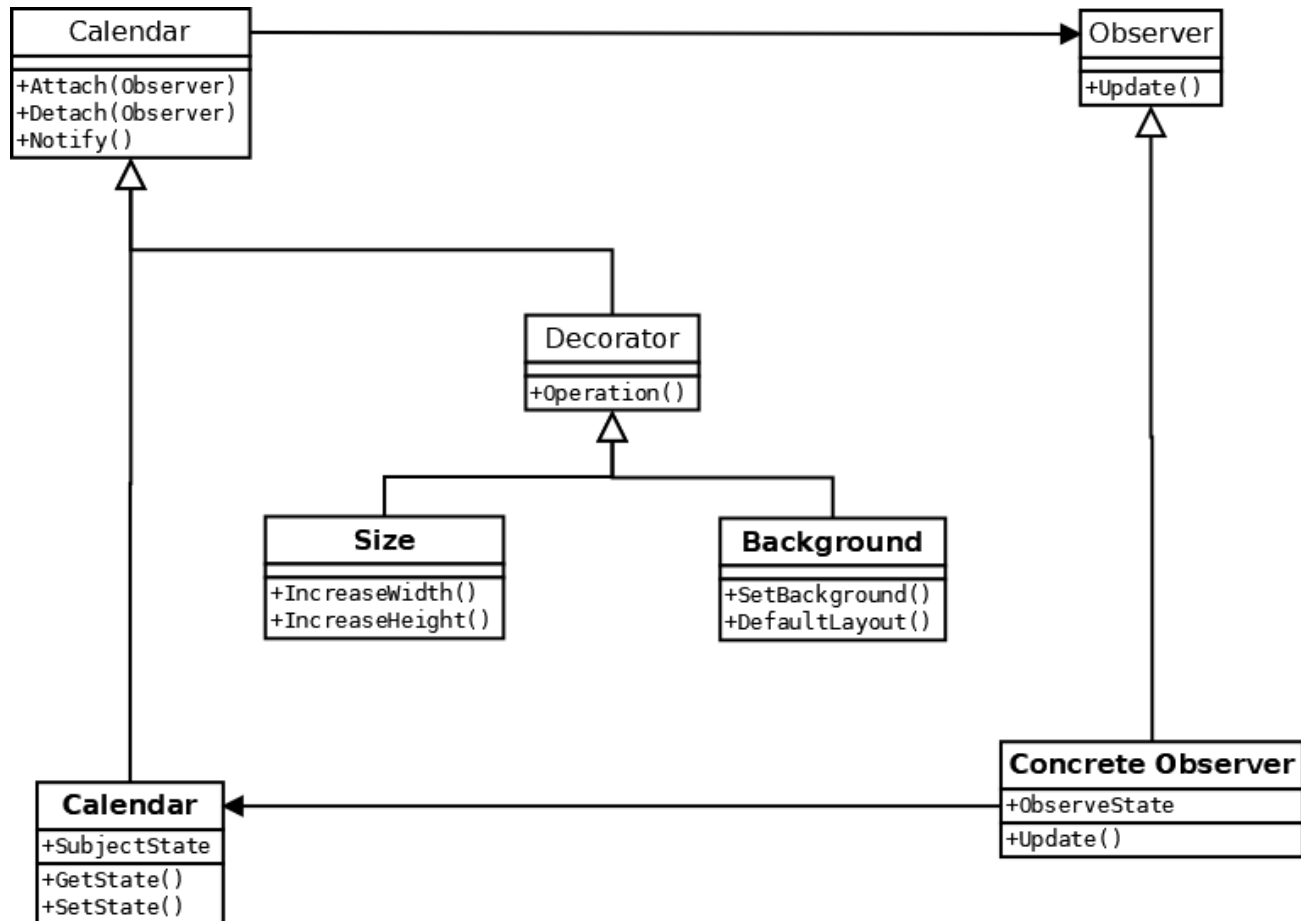 Calendar
+Attach(Observer)
+Detach(Observer)
+Notify()
Observer
+Update()
Decorator
+Operation()
Size
+IncreaseWidth()
+IncreaseHeight()
Background
+SetBackground()
+DefaultLayout()
Calendar
+SubjectState
+GetState()
+SetState()
Concrete Observer
+ObserveState
+Update()